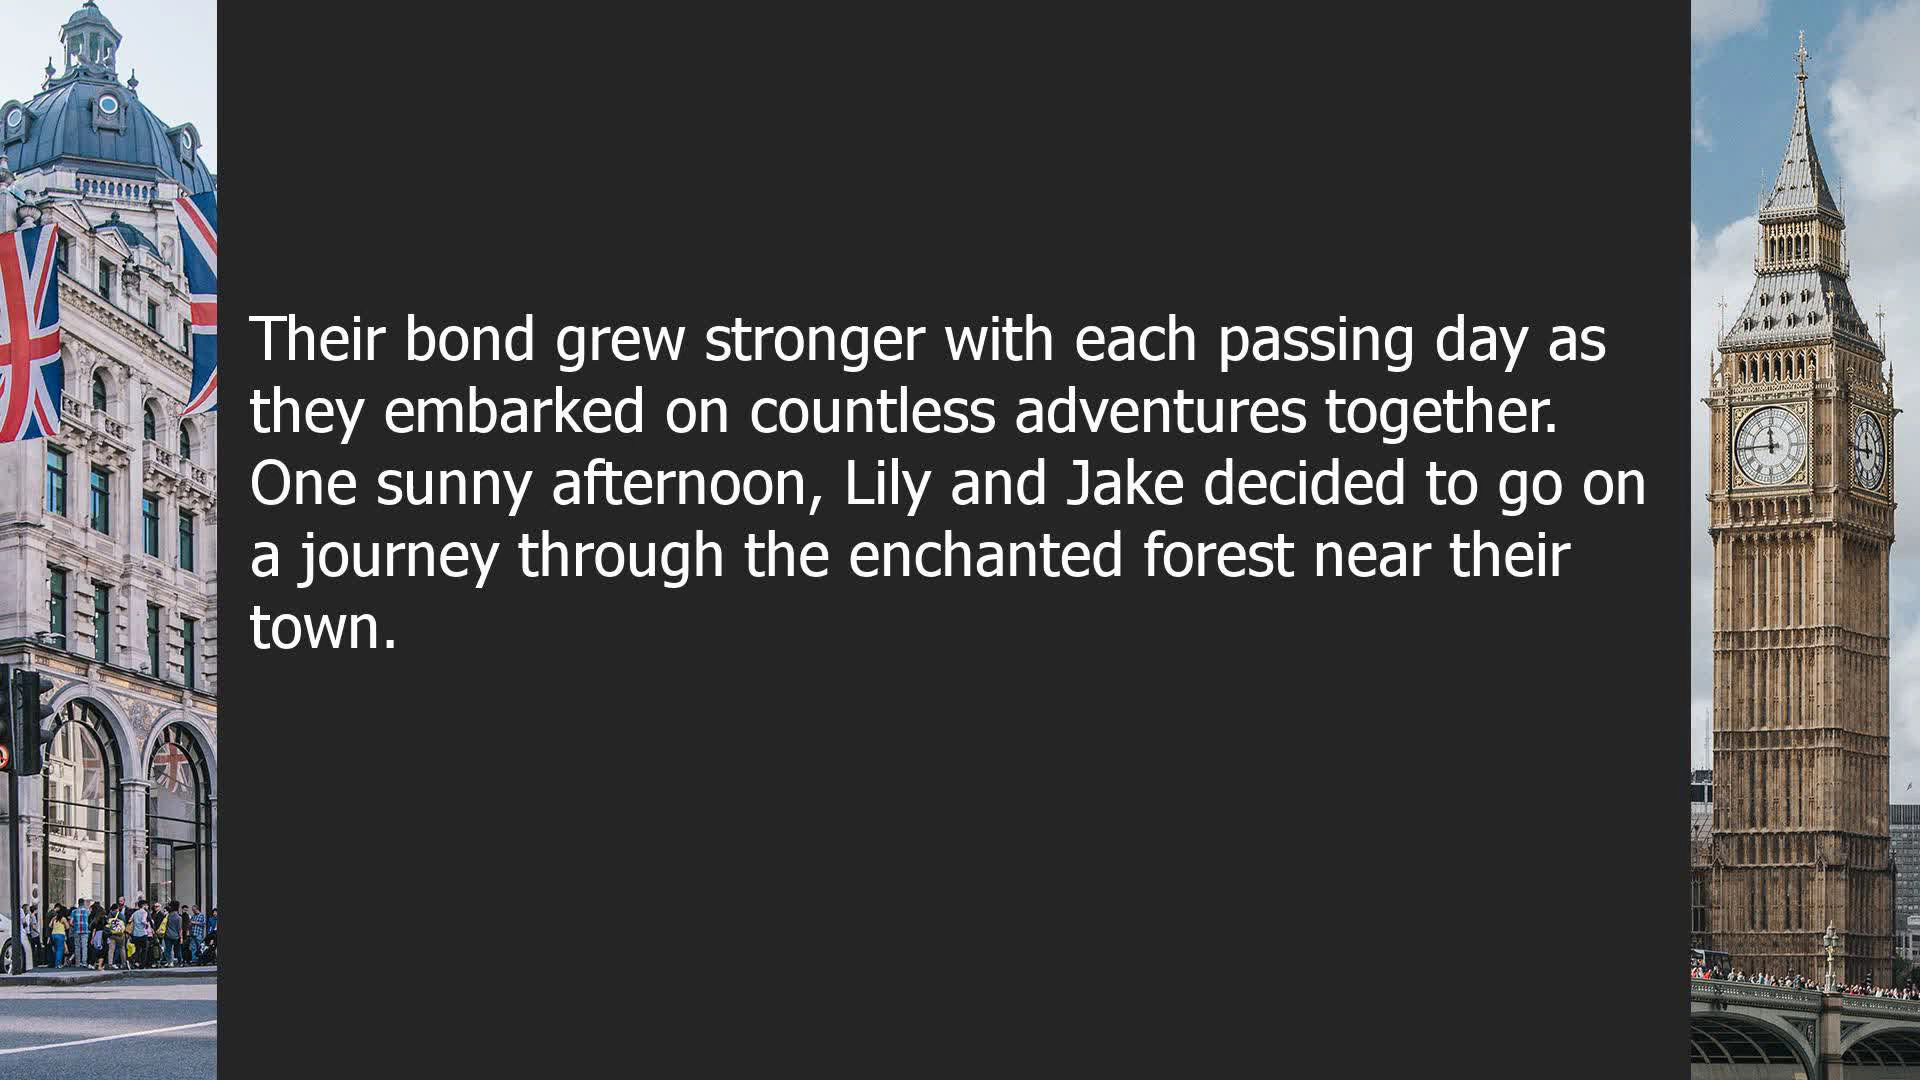 Their bond grew stronger with each passing day as
they embarked on countless adventures together.
One sunny afternoon, Lily and Jake decided to go on
a journey through the enchanted forest near their
town.